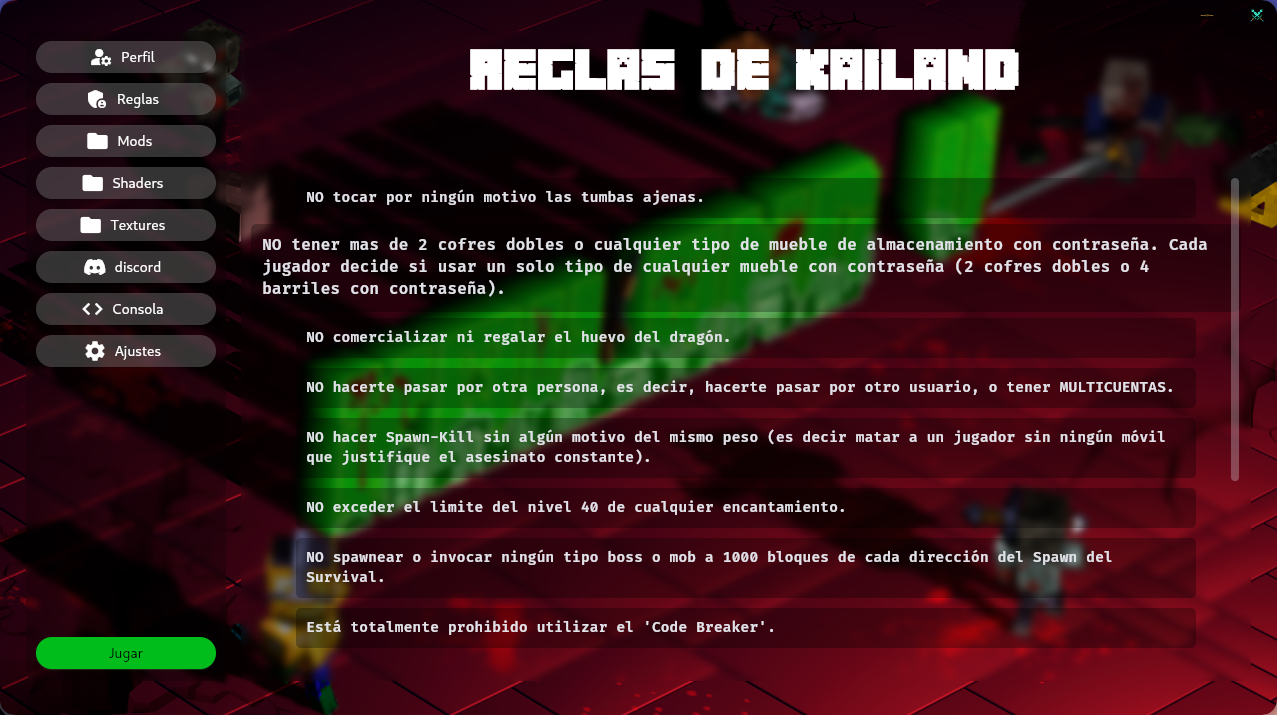 Perfil
Reglas
Mods
Shaders
Textures
discord
Consola
Ajustes
Jugar
REGLAS DE KAILAND
NO tocar por ningún motivo las tumbas ajenas.
NO tener mas de 2 cofres dobles o cualquier tipo de mueble de almacenamiento con contraseña. Cada
jugador decide si usar un solo tipo de cualquier mueble con contraseña (2 cofres dobles o 4
barriles con contraseña).
NO comercializar ni regalar el huevo del dragón.
NO hacerte pasar por otra persona, es decir, hacerte pasar por otro usuario, o tener MULTICUENTAS.
NO hacer Spawn-Kill sin algún motivo del mismo peso (es decir matar a un jugador sin ningún móvil
que justifique el asesinato constante).
NO exceder el limite del nivel 40 de cualquier encantamiento.
NO spawnear o invocar ningún tipo boss o mob a 1000 bloques de cada dirección del Spawn del
Survival.
Está totalmente prohibido utilizar el 'Code Breaker'.